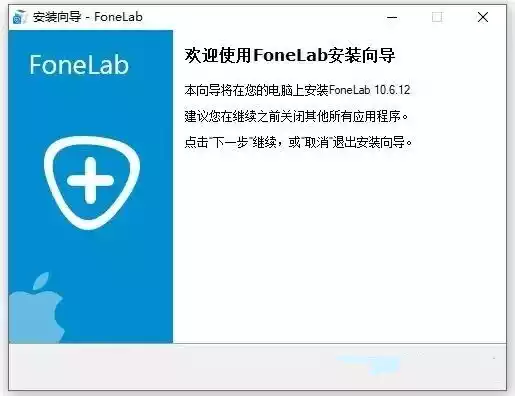 安装向导 - FoneLab
FoneLab
欢迎使用FoneLab安装向导
本向导将在您的电脑上安装FoneLab 10.6.12
建议您在继续之前关闭其他所有应用程序。
点击"下一步"继续，或"取消"退出安装向导。